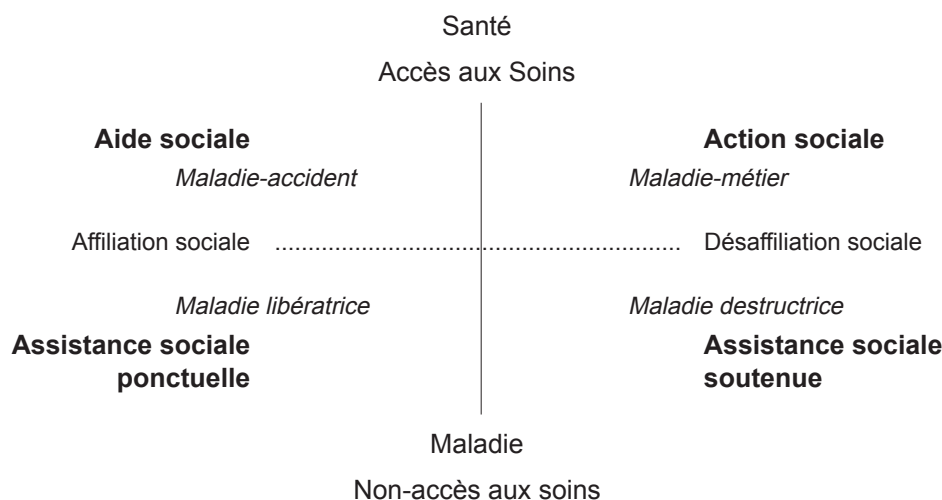 Santé
Accès aux Soins
Aide sociale
Action sociale
Maladie-accident
Maladie-métier
Affiliation sociale
Désaffiliation sociale
Maladie libératrice
Maladie destructrice
Assistance sociale
ponctuelle
Assistance sociale
soutenue
Maladie
Non-accès aux soins